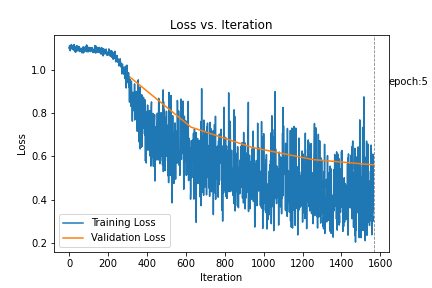 Loss vs. Iteration
1.0
0.8
0.6
0.4
0.2
Loss
epoch:5
Training Loss
Validation Loss
0 200 400 600 800 1000 1200 1400 1600
Iteration